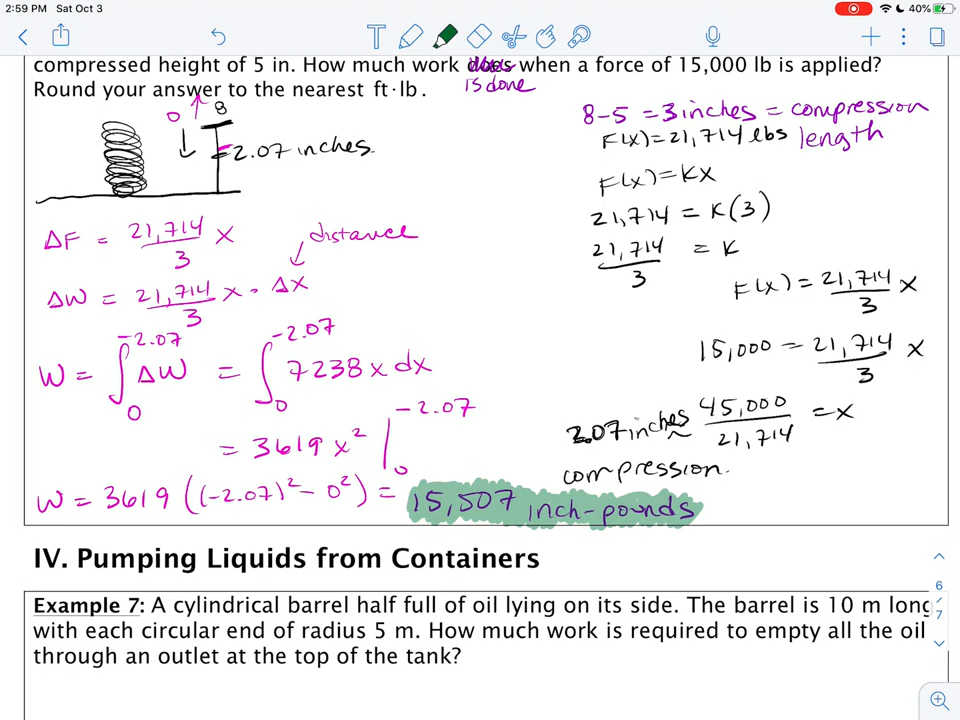 2:59 PM Sat Oct 3
40%
compressed height of 5 in. How much work does when a force of 15,000 lb is applied?
is done
Round your answer to the nearest ft·lb.
8
0
2.07 inches.
8-5 = 3 inches = compression length
F(x) = 21,714 lbs
F(x) = Kx
21,714 = K(3)
21,714/3 = K
F(x) = 21,714/3 x
15,000 = 21,714/3 x
45,000/21,714 = x
2.07 inches ≈
compression.
ΔF = 21,714/3 x
distance
ΔW = 21,714/3 x · Δx
W = ∫₀^-2.07 ΔW = ∫₀^-2.07 7238x dx
= 3619x² |₀^-2.07
W = 3619((-2.07)² - 0²) = 15,507 inch-pounds
IV. Pumping Liquids from Containers
Example 7: A cylindrical barrel half full of oil lying on its side. The barrel is 10 m long
with each circular end of radius 5 m. How much work is required to empty all the oil
through an outlet at the top of the tank?
6
7